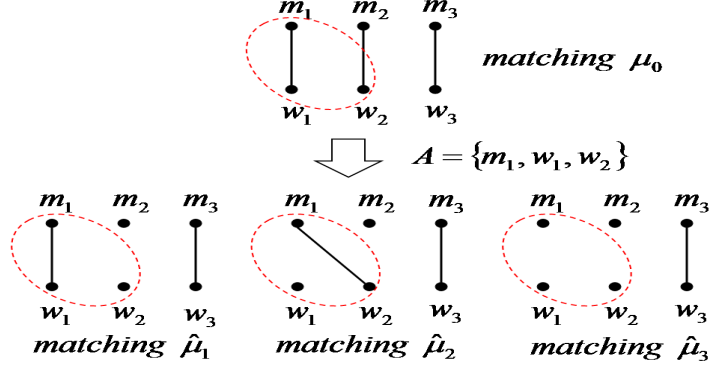 m₁ m₂ m₃
matching μ₀
w₁ w₂ w₃
A = {m₁, w₁, w₂}
m₁ m₂ m₃ m₁ m₂ m₃ m₁ m₂ m₃
w₁ w₂ w₃ w₁ w₂ w₃ w₁ w₂ w₃
matching μ̂₁ matching μ̂₂ matching μ̂₃